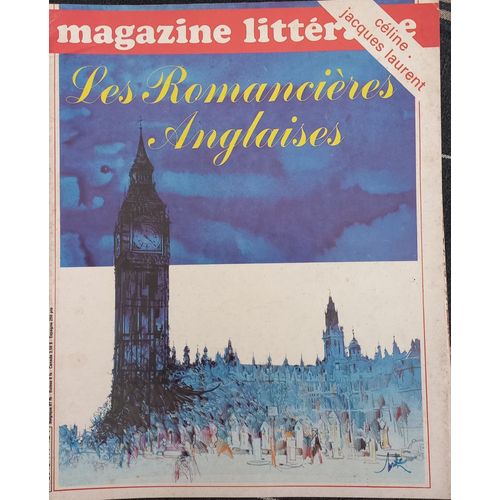 magazine littéraire
céline .
jacques laurent
Les Romancières
Anglaises